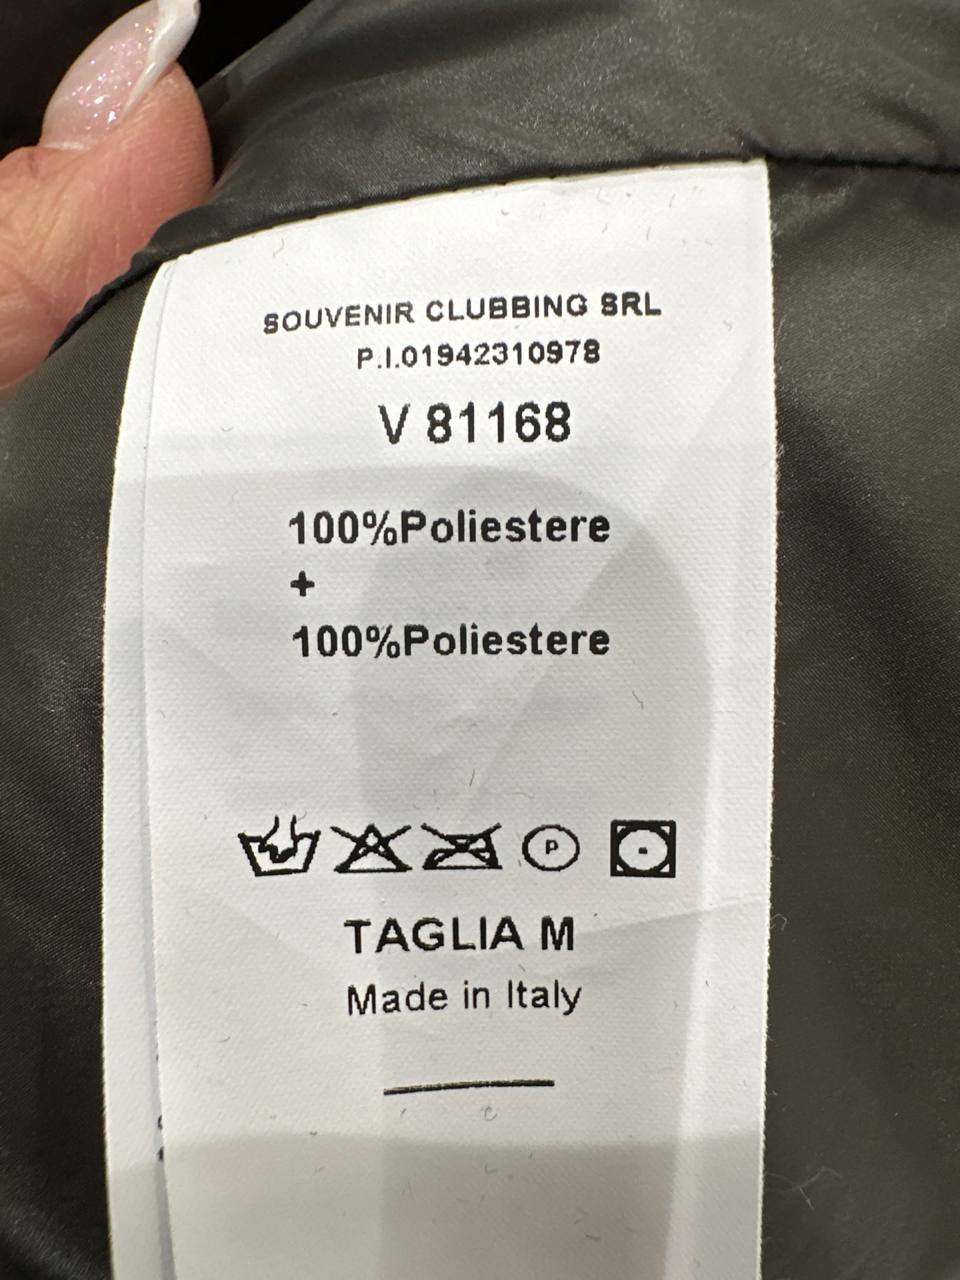 SOUVENIR CLUBBING SRL
P.I.01942310978
V 81168
100%Poliestere
+
100%Poliestere
P
TAGLIA M
Made in Italy